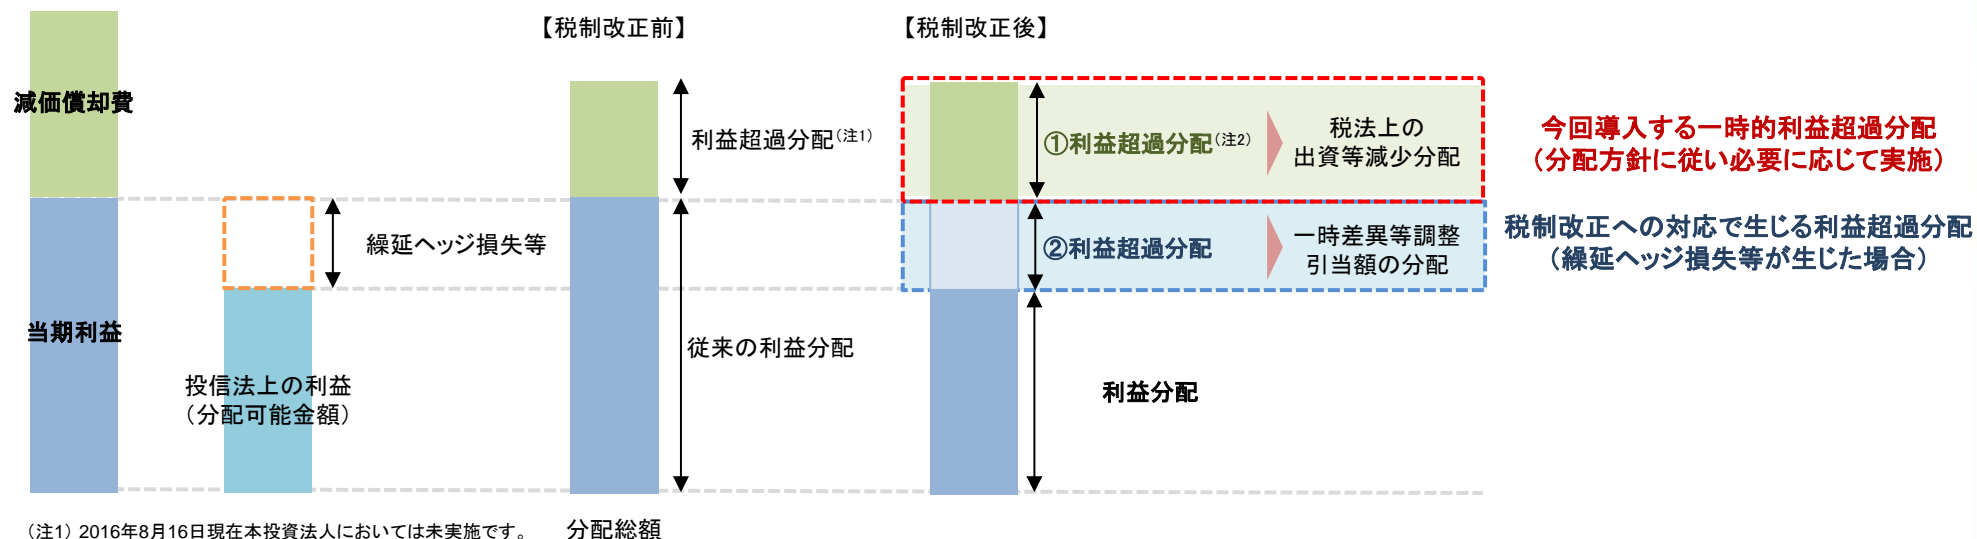 【税制改正前】
【税制改正後】
減価償却費
利益超過分配(注1)
①利益超過分配(注2)
税法上の
出資等減少分配
今回導入する一時的利益超過分配
(分配方針に従い必要に応じて実施)
繰延ヘッジ損失等
②利益超過分配
一時差異等調整
引当額の分配
税制改正への対応で生じる利益超過分配
(繰延ヘッジ損失等が生じた場合)
当期利益
投信法上の利益
(分配可能金額)
従来の利益分配
利益分配
(注1) 2016年8月16日現在本投資法人においては未実施です。
分配総額